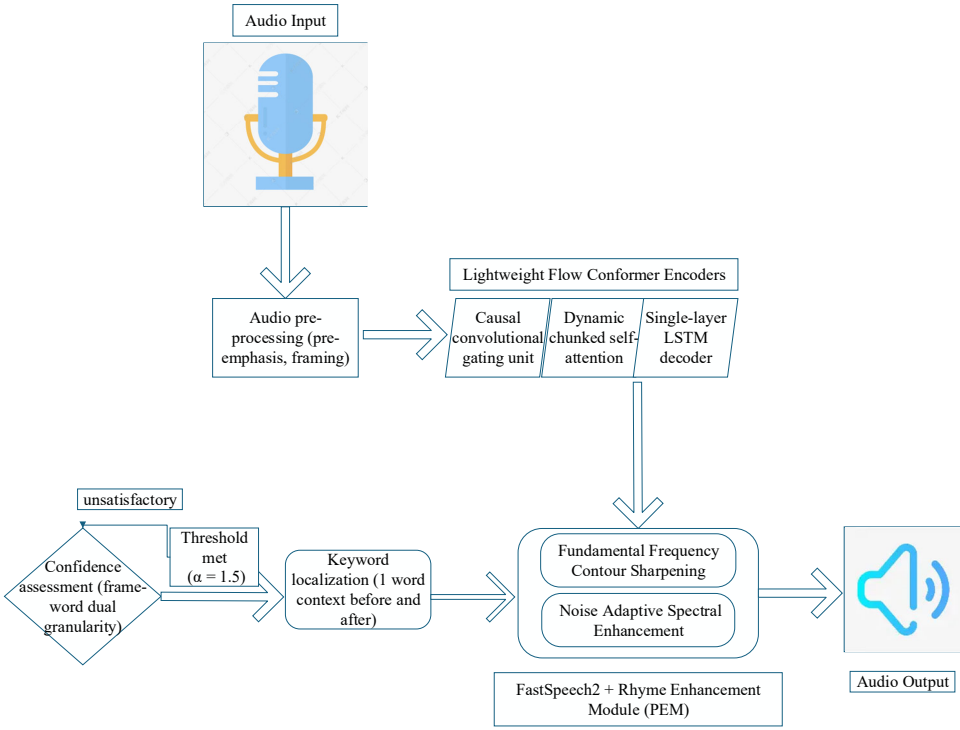 Audio Input
Lightweight Flow Conformer Encoders
Audio pre-
processing (pre-
emphasis, framing)
Causal
convolutional
gating unit
Dynamic
chunked self-
attention
Single-layer
LSTM
decoder
unsatisfactory
Threshold
met
(α = 1.5)
Confidence
assessment (frame-
word dual
granularity)
Keyword
localization (1 word
context before and
after)
Fundamental Frequency
Contour Sharpening
Noise Adaptive Spectral
Enhancement
Audio Output
FastSpeech2 + Rhyme Enhancement
Module (PEM)